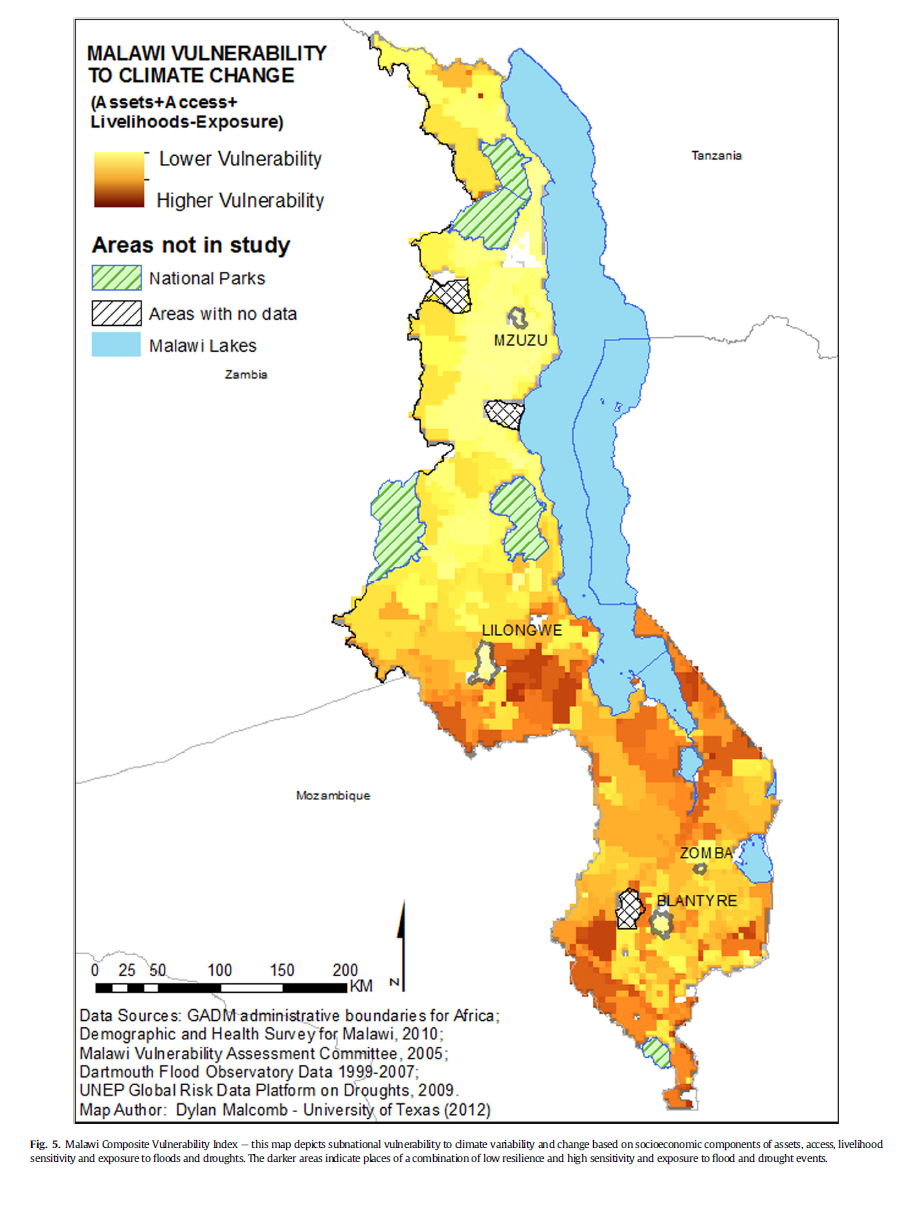 MALAWI VULNERABILITY
TO CLIMATE CHANGE
(Assets+Access+
Livelihoods-Exposure)
Lower Vulnerability
Higher Vulnerability
Areas not in study
National Parks
Areas with no data
Malawi Lakes
Tanzania
Zambia
MZUZU
LILONGWE
Mozambique
ZOMBA
BLANTYRE
0 25 50 100 150 200
KM
N
Data Sources: GADM administrative boundaries for Africa;
Demographic and Health Survey for Malawi, 2010;
Malawi Vulnerability Assessment Committee, 2005;
Dartmouth Flood Observatory Data 1999-2007;
UNEP Global Risk Data Platform on Droughts, 2009.
Map Author: Dylan Malcomb - University of Texas (2012)
Fig. 5. Malawi Composite Vulnerability Index — this map depicts subnational vulnerability to climate variability and change based on socioeconomic components of assets, access, livelihood
sensitivity and exposure to floods and droughts. The darker areas indicate places of a combination of low resilience and high sensitivity and exposure to flood and drought events.